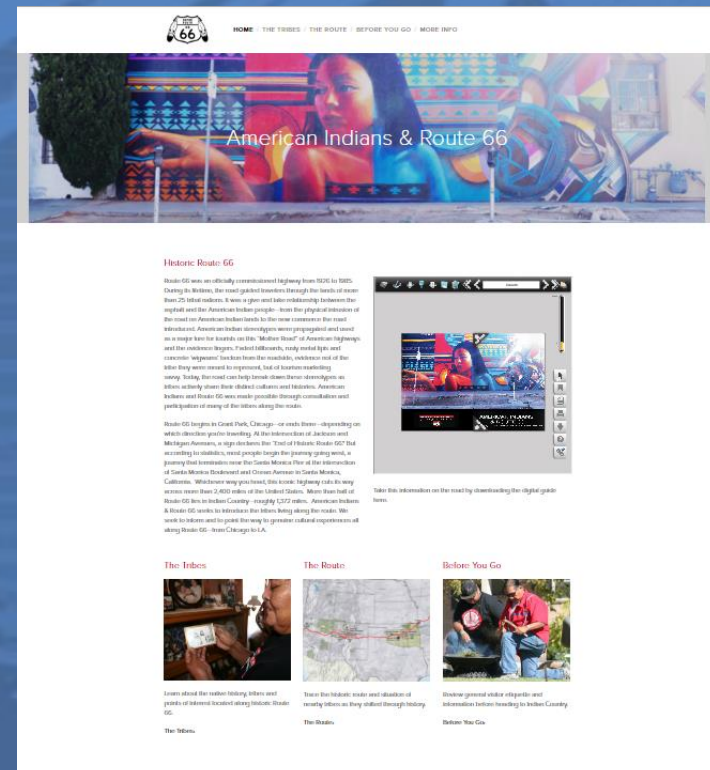 66
HOME / THE TRIBES / THE ROUTE / BEFORE YOU GO / MORE INFO
American Indians & Route 66
Historic Route 66
Route 66 was an officially commissioned highway from 1926 to 1985.
During its lifetime, the road guided travelers through the lands of more
than 25 tribal nations. It was a give and take relationship between the
asphalt and the American Indian people--from the physical intrusion of
the road on American Indian lands to the new commerce the road
introduced. American Indian stereotypes were propagated and used
as a major lure for tourists on this "Mother Road" of American highways
and the evidence lingers. Faded billboards, rusty metal tipis and
concrete 'wigwams' beckon from the roadside, evidence not of the
tribe they were meant to represent, but of tourism marketing
savvy. Today, the road can help break down these stereotypes as
tribes actively share their distinct cultures and histories. American
Indians and Route 66 was made possible through consultation and
participation of many of the tribes along the route.
Route 66 begins in Grant Park, Chicago--or ends there--depending on
which direction you're traveling. At the intersection of Jackson and
Michigan Avenues, a sign declares the "End of Historic Route 66!" But
according to statistics, most people begin the journey going west, a
journey that terminates near the Santa Monica Pier at the intersection
of Santa Monica Boulevard and Ocean Avenue in Santa Monica,
California. Whichever way you head, this iconic highway cuts its way
across more than 2,400 miles of the United States. More than half of
Route 66 lies in Indian Country--roughly 1,372 miles. American Indians
& Route 66 seeks to introduce the tribes living along the route. We
seek to inform and to point the way to genuine cultural experiences all
along Route 66--from Chicago to LA.
AMERICAN INDIANS
& ROUTE 66
Take this information on the road by downloading the digital guide
here.
The Tribes
Learn about the native history, tribes and
points of interest located along historic Route
66.
The Tribes
The Route
Trace the historic route and situation of
nearby tribes as they shifted through history.
The Route
Before You Go
Review general visitor etiquette and
information before heading to Indian Country.
Before You Go